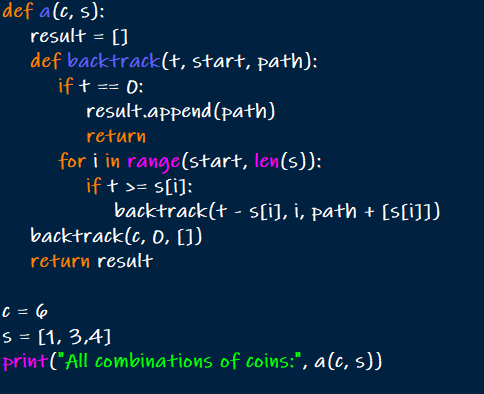 def a(c, s):
    result = []
    def backtrack(t, start, path):
        if t == 0:
            result.append(path)
            return
        for i in range(start, len(s)):
            if t >= s[i]:
                backtrack(t - s[i], i, path + [s[i]])
    backtrack(c, 0, [])
    return result

c = 6
s = [1, 3,4]
print("All combinations of coins:", a(c, s))